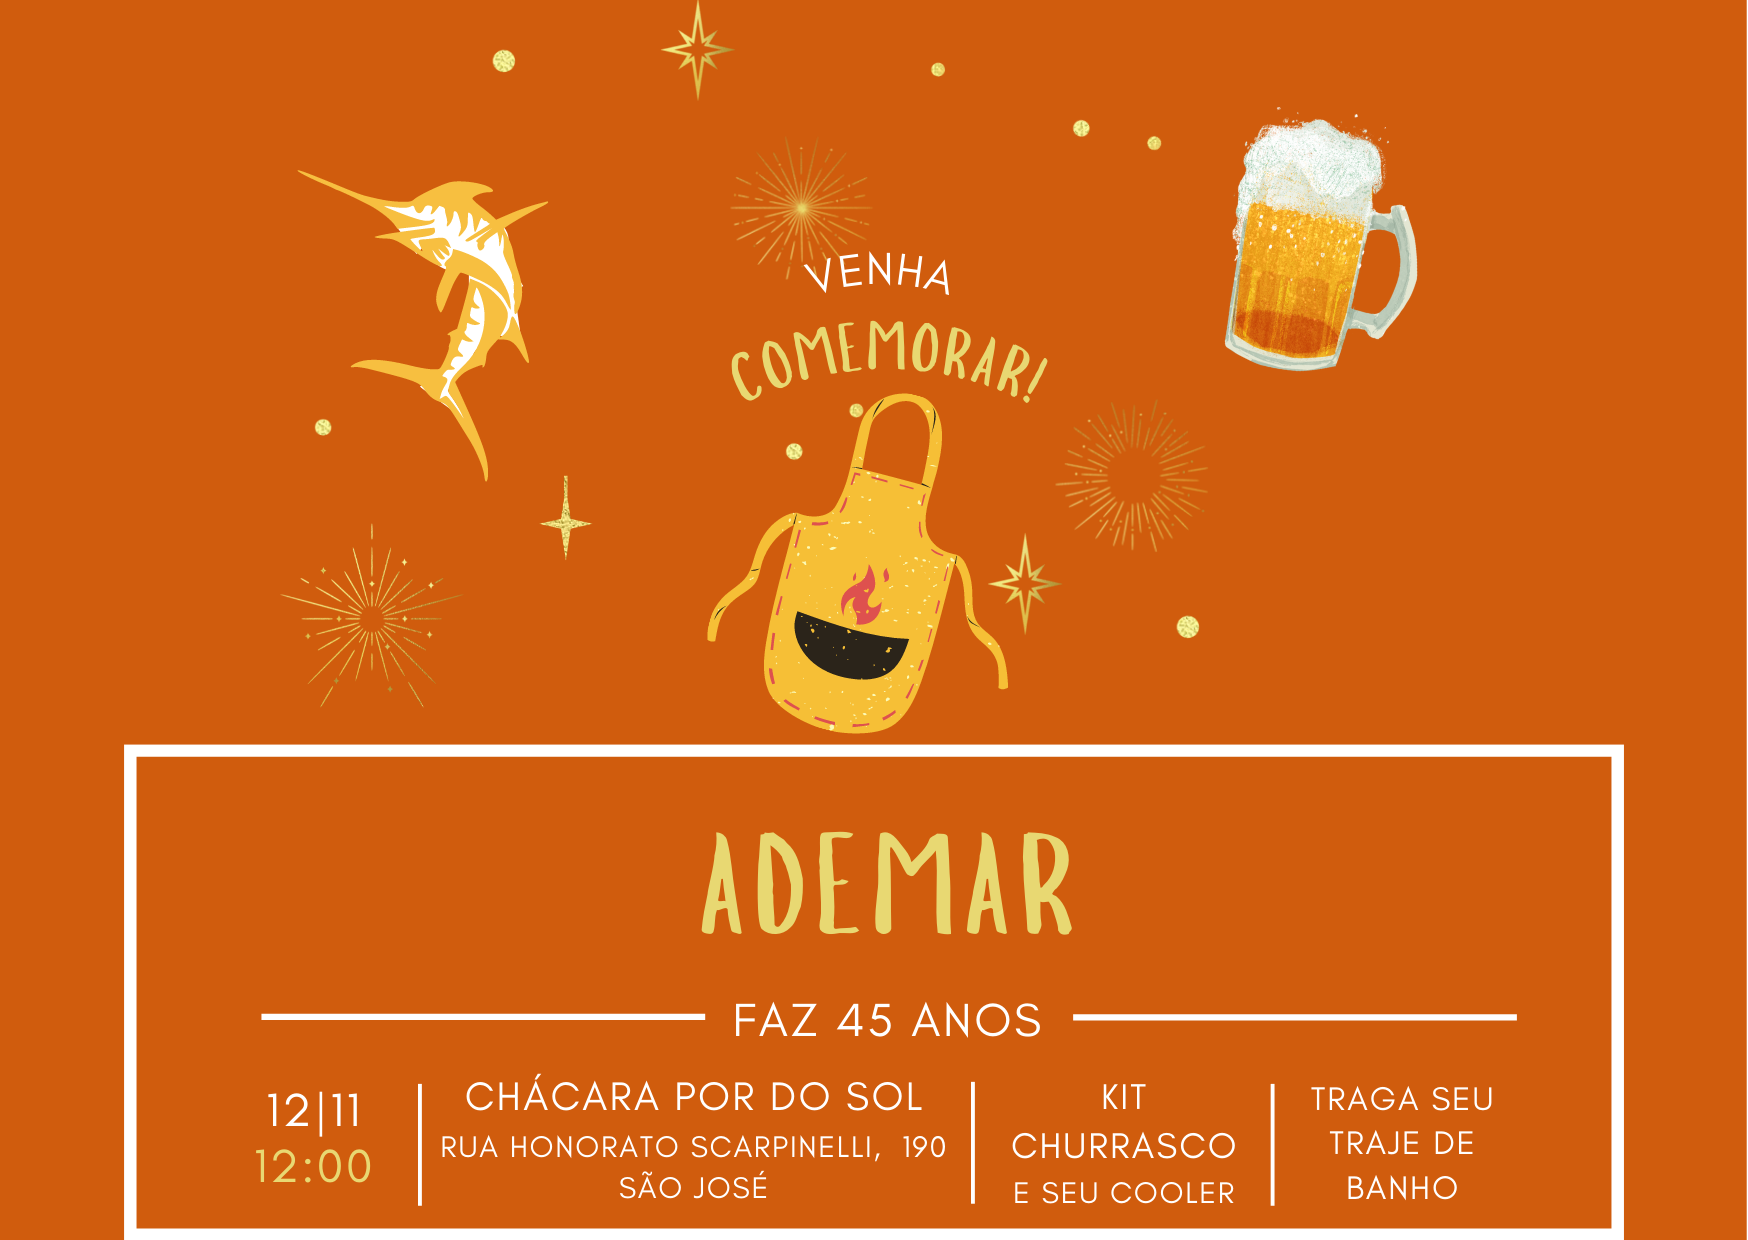 VENHA
COMEMORAR!
ADEMAR
FAZ 45 ANOS
12|11
12:00
CHÁCARA POR DO SOL
RUA HONORATO SCARPINELLI, 190
SÃO JOSÉ
KIT
CHURRASCO
E SEU COOLER
TRAGA SEU
TRAJE DE
BANHO